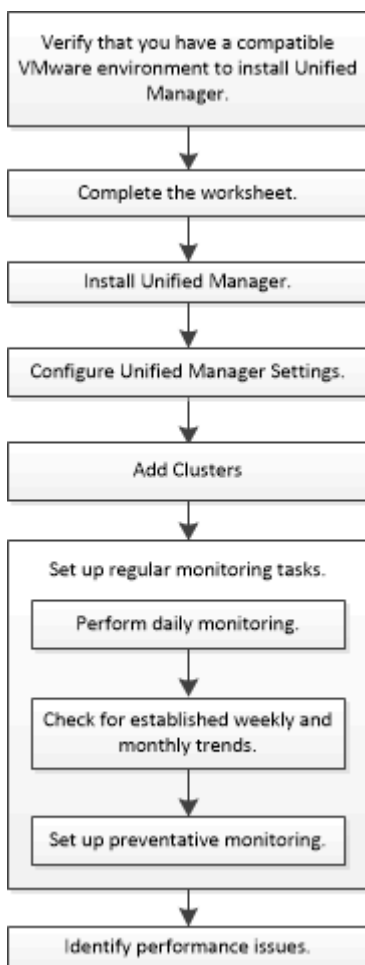 Verify that you have a compatible
VMware environment to install Unified
Manager.
Complete the worksheet.
Install Unified Manager.
Configure Unified Manager Settings.
Add Clusters
Set up regular monitoring tasks.
Perform daily monitoring.
Check for established weekly and
monthly trends.
Set up preventative monitoring.
Identify performance issues.